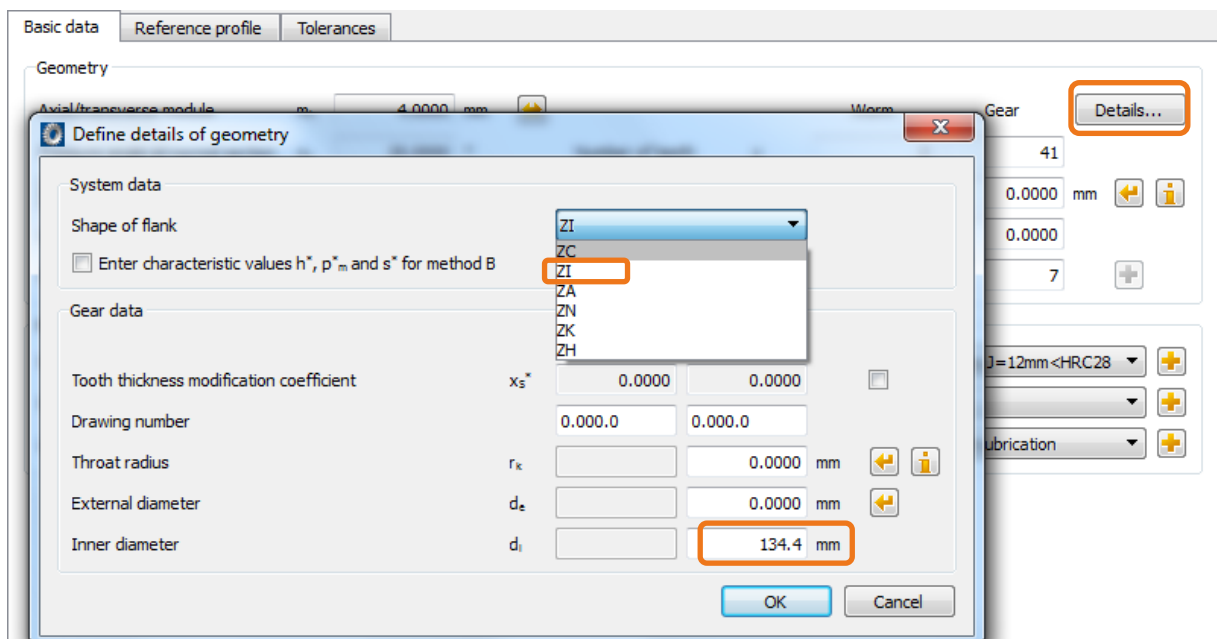 Basic data Reference profile Tolerances
Geometry
Axial/transverse module mₓ 4.0000 mm Worm Gear Details...
Define details of geometry
41
System data
0.0000 mm
Shape of flank ZI
0.0000
ZC
Enter characteristic values h*, p*m and s* for method B
ZI
7
ZA
Gear data
ZN
ZK
ZH
J=12mm<HRC28
Tooth thickness modification coefficient xs* 0.0000 0.0000
Drawing number 0.000.0 0.000.0
ubrication
Throat radius rk 0.0000 mm
External diameter de 0.0000 mm
Inner diameter di 134.4 mm
OK Cancel